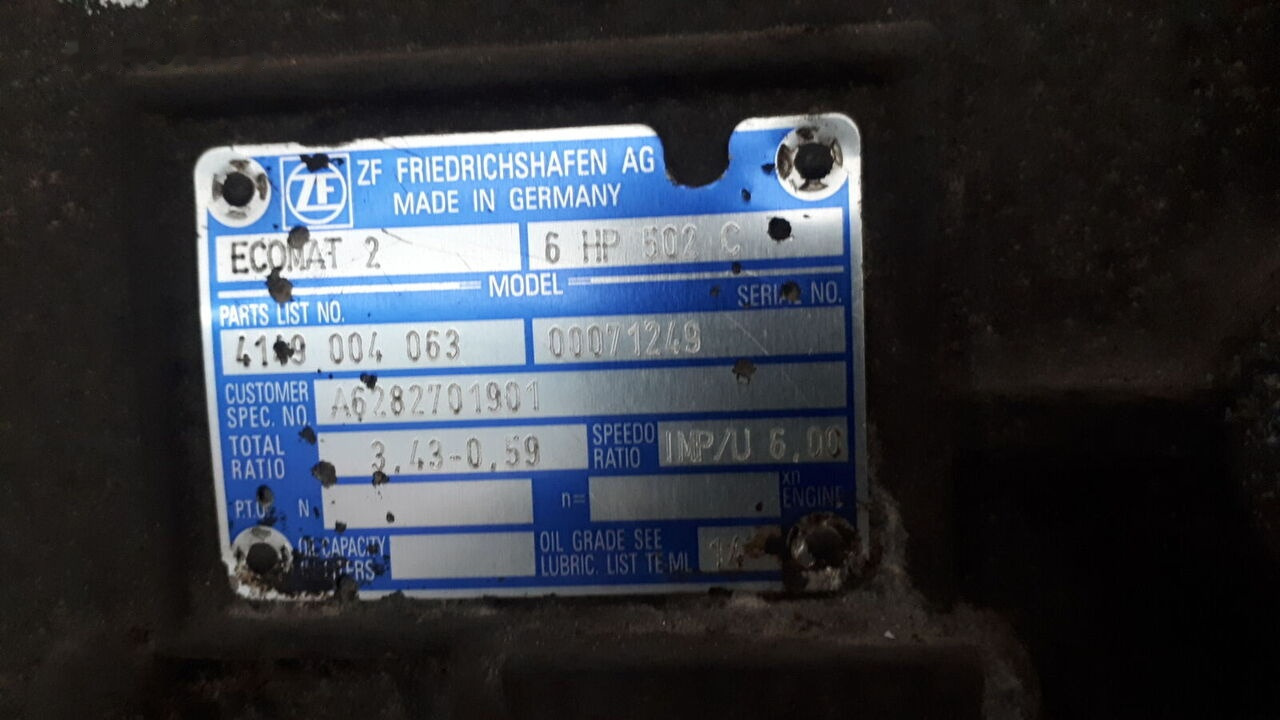 ZF ZF FRIEDRICHSHAFEN AG
MADE IN GERMANY
ECOMAT 2 6 HP 502 C
MODEL
PARTS LIST NO. SERIAL NO.
004 063 00071249
CUSTOMER SPEC. NO. A6282701901
TOTAL RATIO 3,43-0,59 SPEEDO RATIO IMP/U 6,00
P.T.O. N n= xn ENGINE
OIL CAPACITY OIL GRADE SEE
LUBRIC. LIST TE-ML